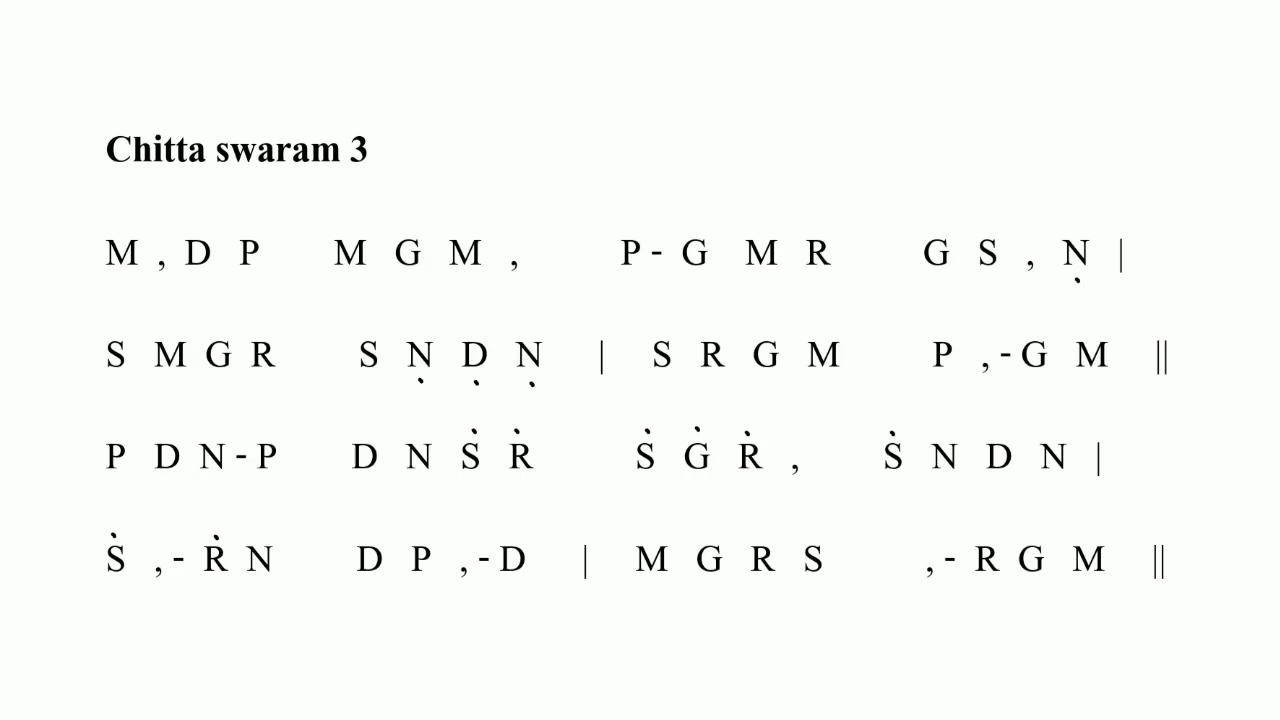 Chitta swaram 3
M , D P M G M , P - G M R G S , Ṇ |
S M G R S Ṇ Ḍ Ṇ | S R G M P , - G M ||
P D N - P D N Ṡ Ṙ Ṡ Ġ Ṙ , Ṡ N D N |
Ṡ , - Ṙ N D P , - D | M G R S , - R G M ||